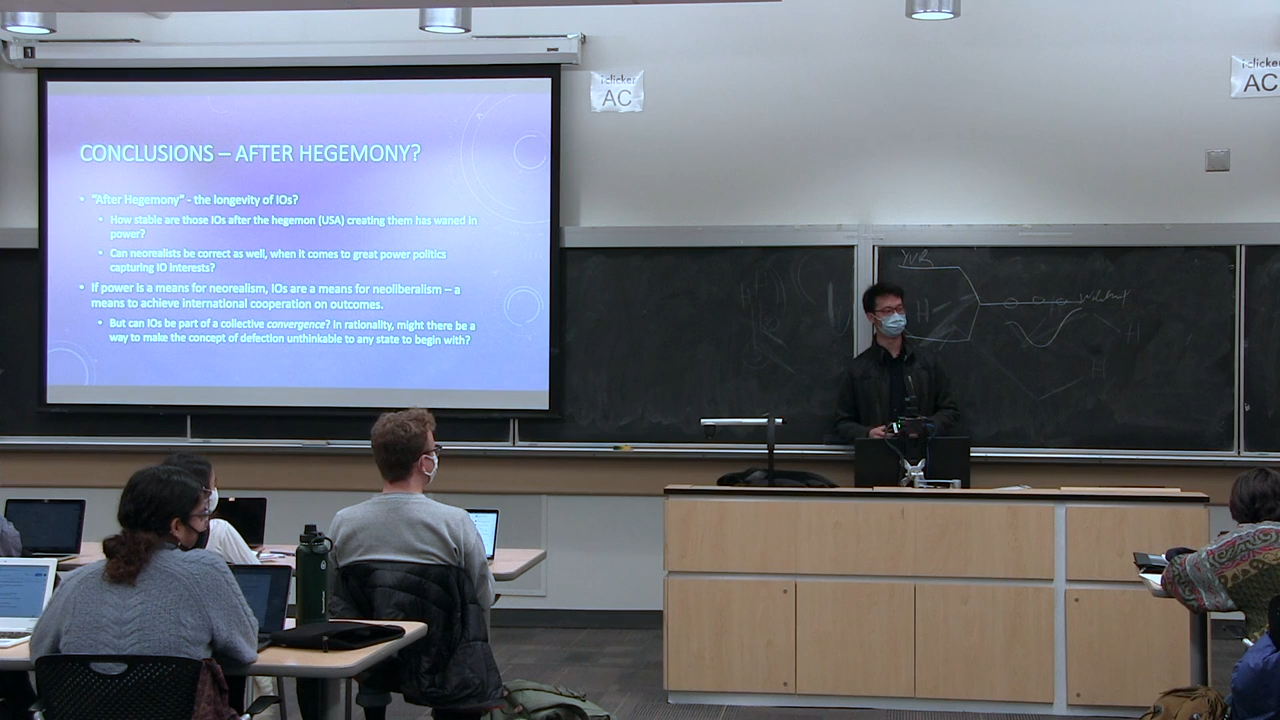 iclicker
AC
iclicker
AC
CONCLUSIONS – AFTER HEGEMONY?
• "After Hegemony" - the longevity of IOs?
• How stable are those IOs after the hegemon (USA) creating them has waned in
power?
• Can neorealists be correct as well, when it comes to great power politics
capturing IO interests?
• If power is a means for neorealism, IOs are a means for neoliberalism – a
means to achieve international cooperation on outcomes.
• But can IOs be part of a collective convergence? In rationality, might there be a
way to make the concept of defection unthinkable to any state to begin with?
YVR
H
H
H